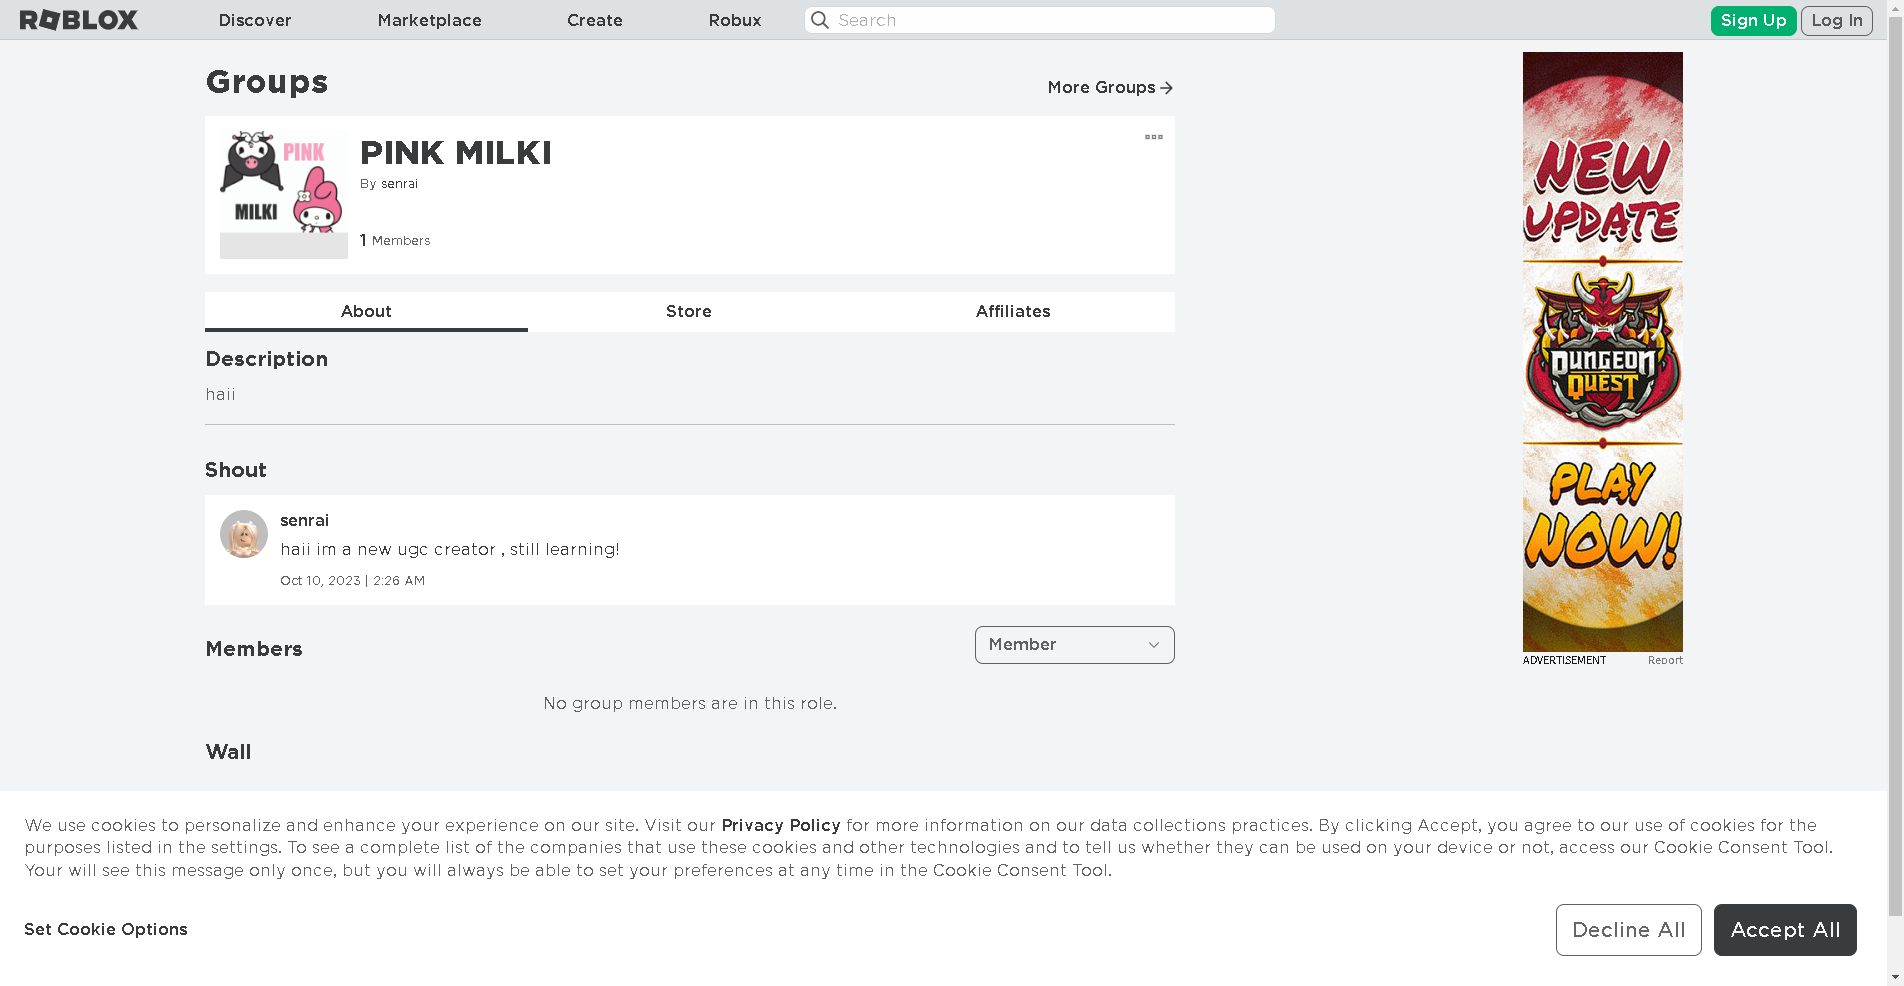 ROBLOX
Discover
Marketplace
Create
Robux
Search
Sign Up
Log In
Groups
More Groups
PINK
MILKI
PINK MILKI
By senrai
1 Members
About
Store
Affiliates
Description
haii
Shout
senrai
haii im a new ugc creator , still learning!
Oct 10, 2023 | 2:26 AM
Members
Member
No group members are in this role.
Wall
NEW
UPDATE
DUNGEON
QUEST
PLAY
NOW!
ADVERTISEMENT
Report
We use cookies to personalize and enhance your experience on our site. Visit our Privacy Policy for more information on our data collections practices. By clicking Accept, you agree to our use of cookies for the
purposes listed in the settings. To see a complete list of the companies that use these cookies and other technologies and to tell us whether they can be used on your device or not, access our Cookie Consent Tool.
Your will see this message only once, but you will always be able to set your preferences at any time in the Cookie Consent Tool.
Set Cookie Options
Decline All
Accept All